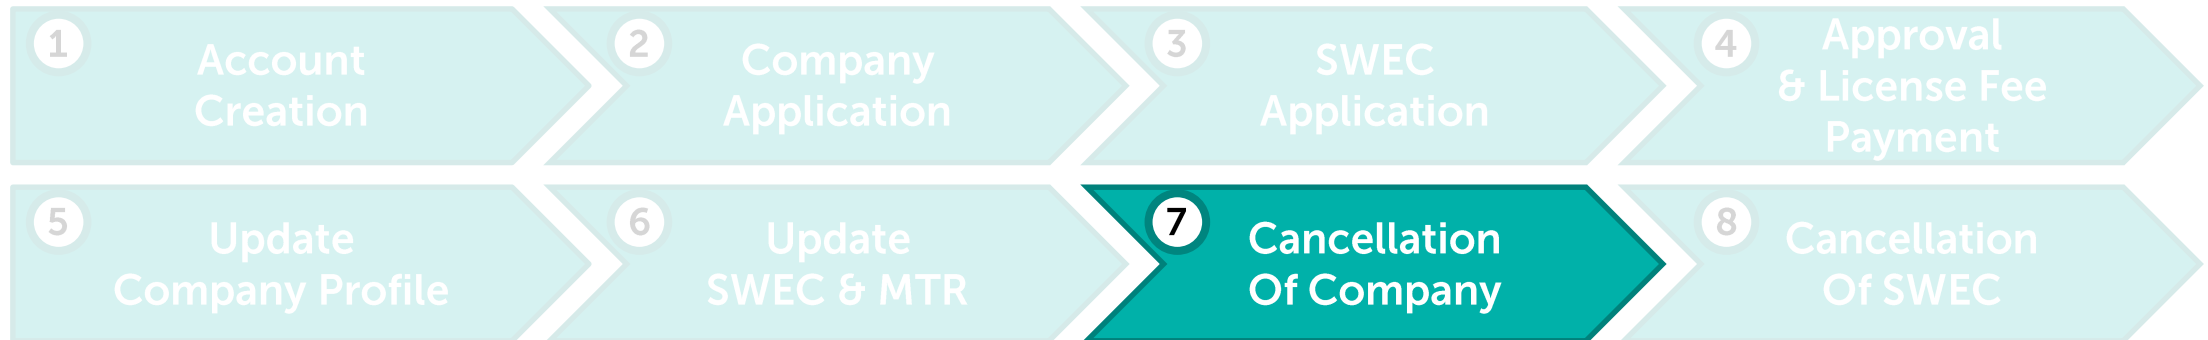 1
Account
Creation
2
Company
Application
3
SWEC
Application
4
Approval
& License Fee
Payment
5
Update
Company Profile
6
Update
SWEC & MTR
7
Cancellation
Of Company
8
Cancellation
Of SWEC